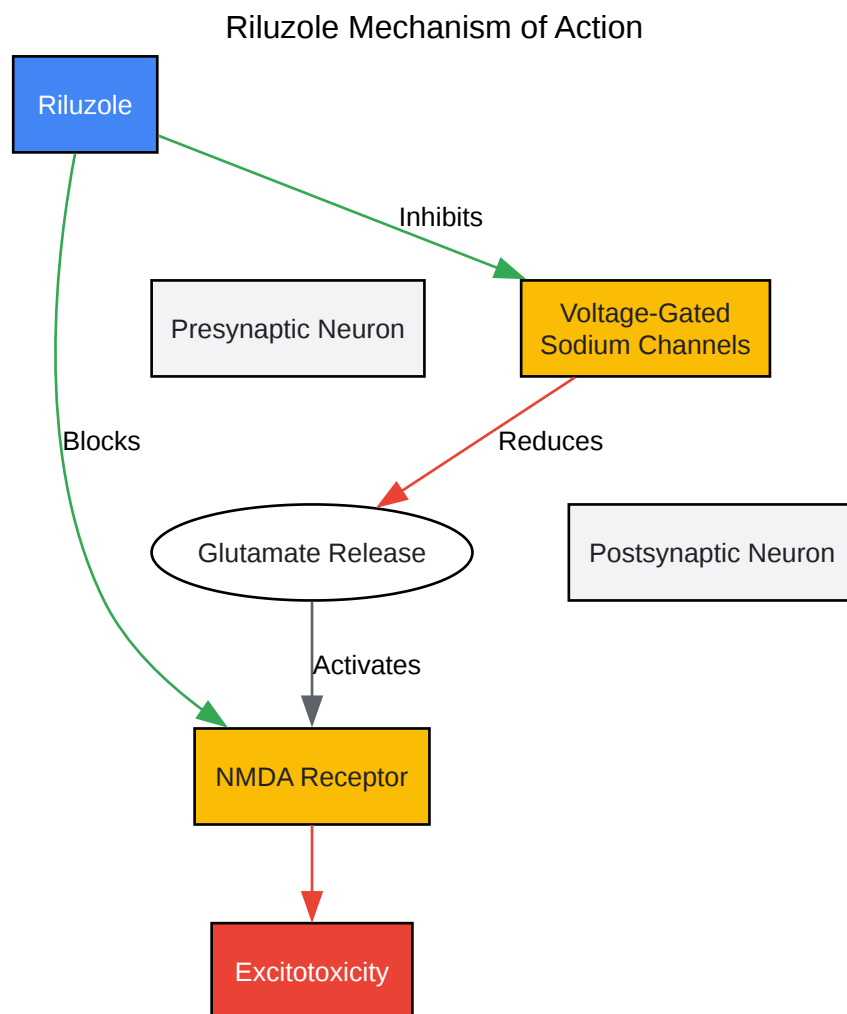 Riluzole Mechanism of Action
Riluzole
Inhibits
Presynaptic Neuron
Voltage-Gated
Sodium Channels
Blocks
Reduces
Glutamate Release
Postsynaptic Neuron
Activates
NMDA Receptor
Excitotoxicity